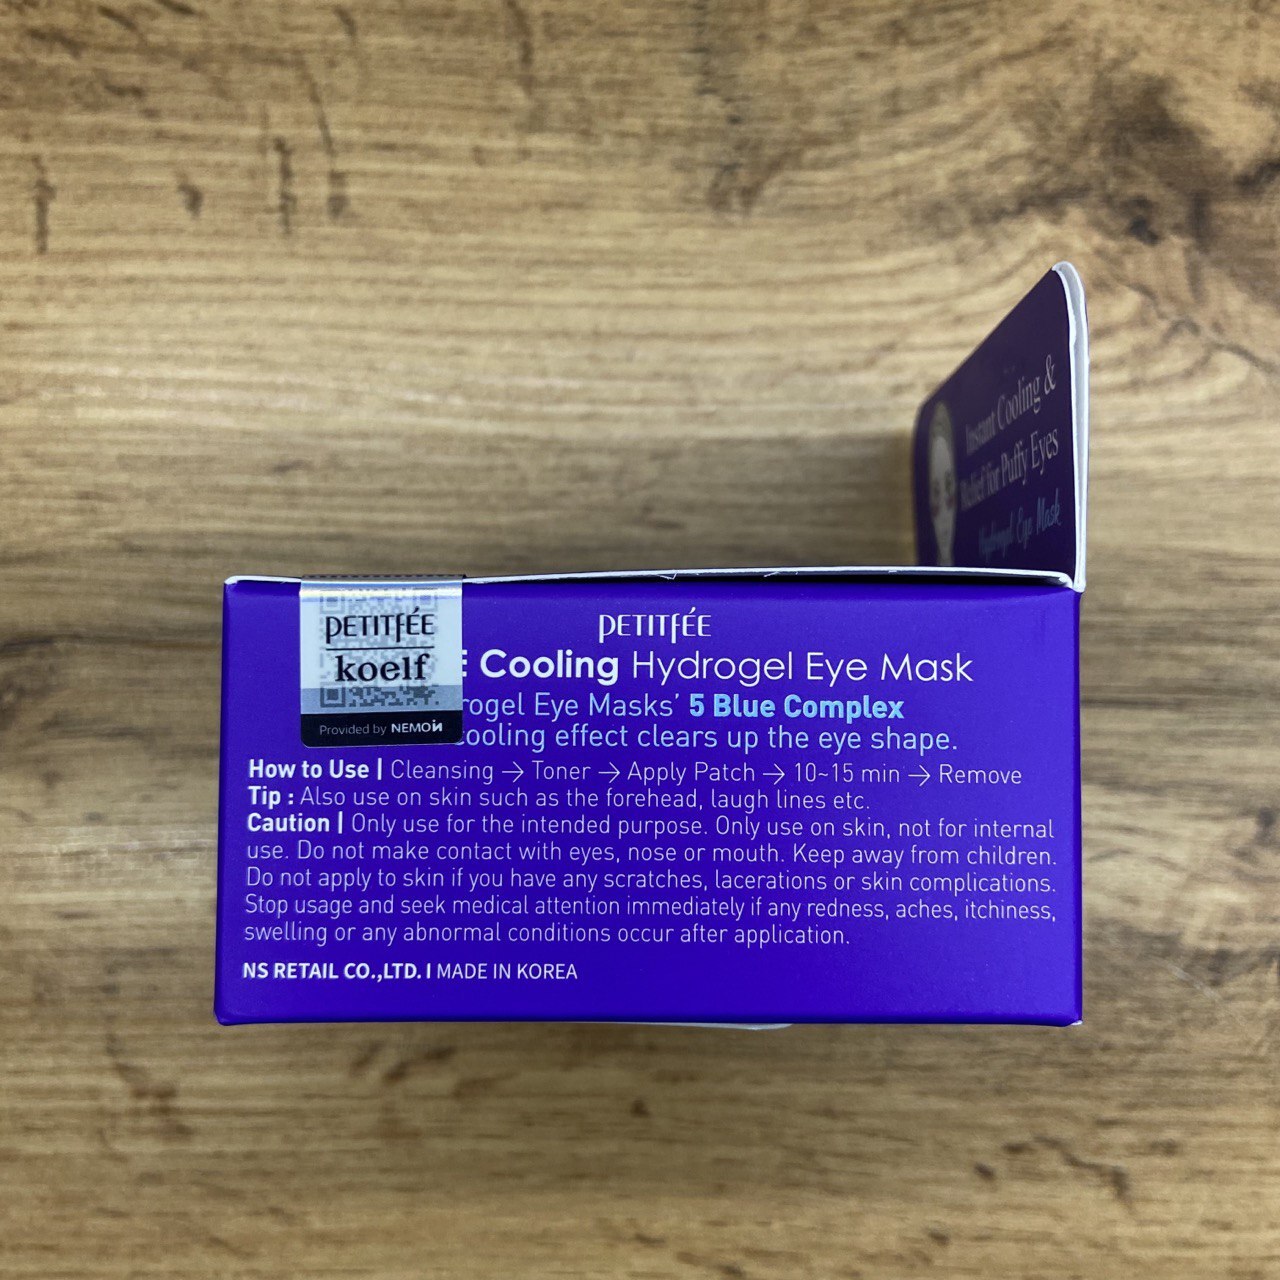 Instant Cooling &
Relief for Puffy Eyes
Hydrogel Eye Mask
PETITFÉE
koelf
Provided by NEMOИ
PETITFÉE
E Cooling Hydrogel Eye Mask
rogel Eye Masks' 5 Blue Complex
cooling effect clears up the eye shape.
How to Use | Cleansing → Toner → Apply Patch → 10~15 min → Remove
Tip : Also use on skin such as the forehead, laugh lines etc.
Caution | Only use for the intended purpose. Only use on skin, not for internal
use. Do not make contact with eyes, nose or mouth. Keep away from children.
Do not apply to skin if you have any scratches, lacerations or skin complications.
Stop usage and seek medical attention immediately if any redness, aches, itchiness,
swelling or any abnormal conditions occur after application.
NS RETAIL CO.,LTD. I MADE IN KOREA